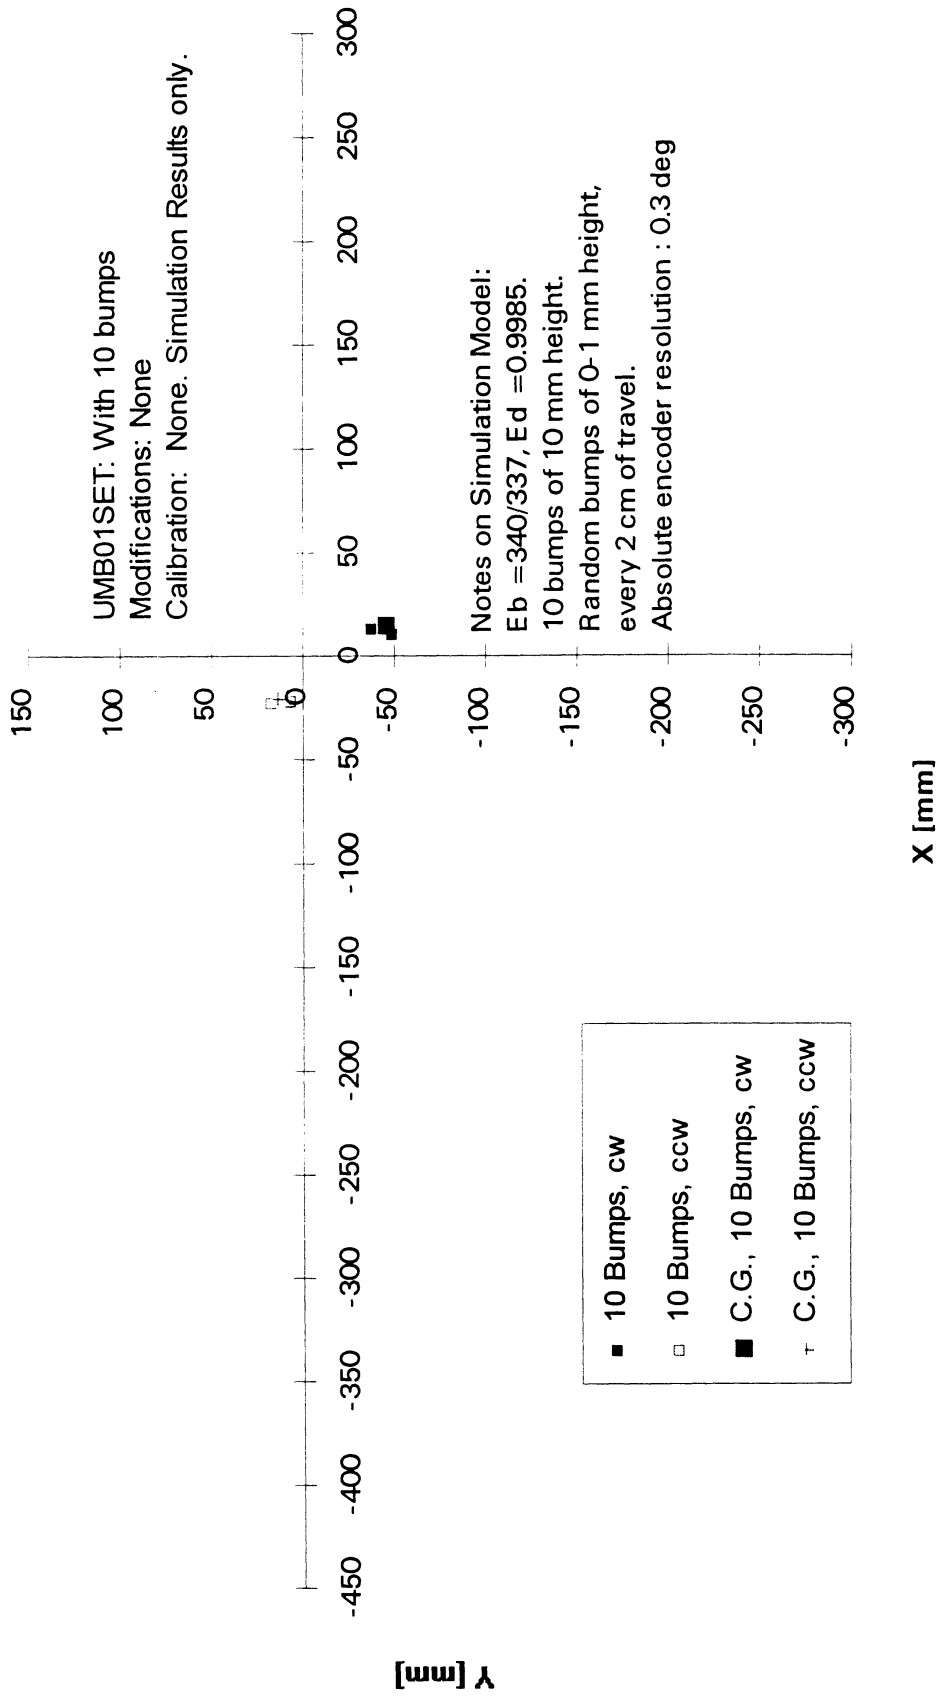 UMB01SET: With 10 bumps
Modifications: None
Calibration: None. Simulation Results only.
150
100
50
0
-50
-100
-150
-200
-250
-300
-450
-400
-350
-300
-250
-200
-150
-100
-50
0
50
100
150
200
250
300
Notes on Simulation Model:
Eb =340/337, Ed =0.9985.
10 bumps of 10 mm height.
Random bumps of 0-1 mm height,
every 2 cm of travel.
Absolute encoder resolution : 0.3 deg
10 Bumps, cw
10 Bumps, ccw
C.G., 10 Bumps, cw
C.G., 10 Bumps, ccw
Y [mm]
X [mm]